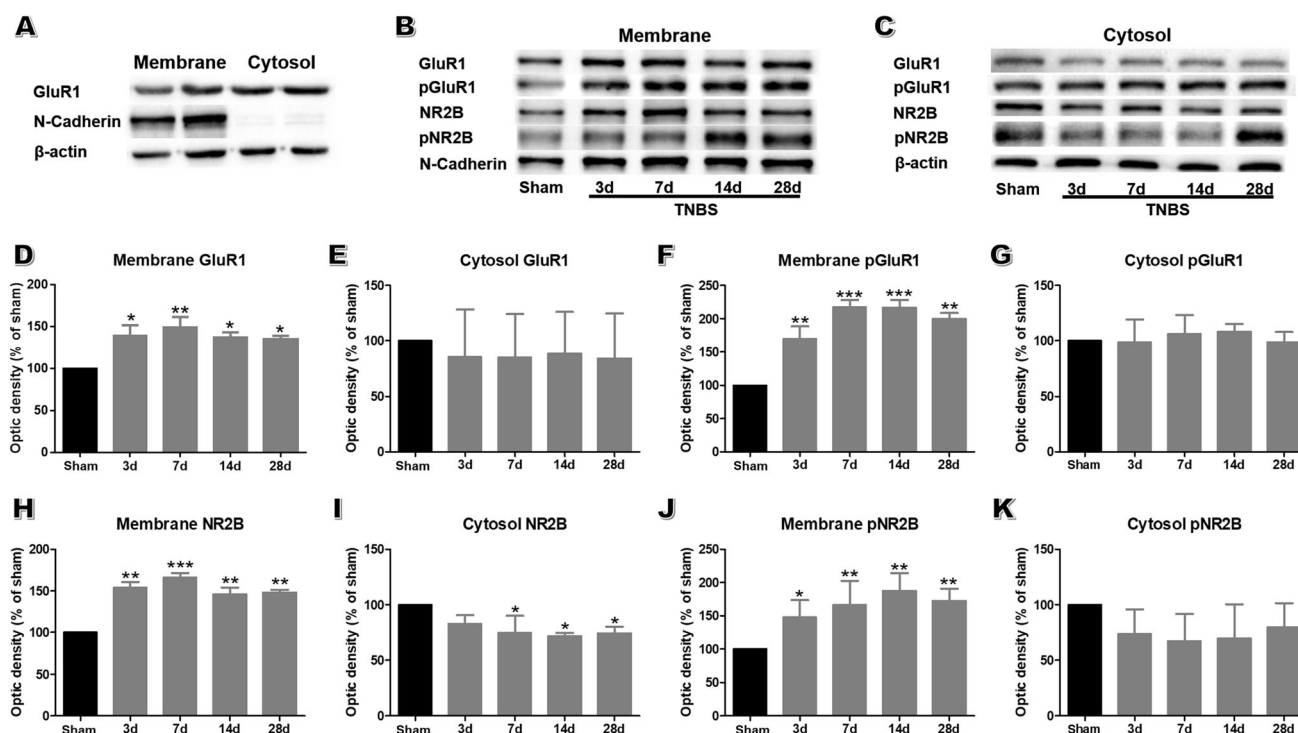 A
Membrane Cytosol
GluR1
N-Cadherin
β-actin
B
Membrane
GluR1
pGluR1
NR2B
pNR2B
N-Cadherin
Sham 3d 7d 14d 28d
TNBS
C
Cytosol
GluR1
pGluR1
NR2B
pNR2B
β-actin
Sham 3d 7d 14d 28d
TNBS
D
Membrane GluR1
Optic density (% of sham)
200
150
100
50
0
* ** * *
Sham 3d 7d 14d 28d
E
Cytosol GluR1
Optic density (% of sham)
150
100
50
0
Sham 3d 7d 14d 28d
F
Membrane pGluR1
Optic density (% of sham)
250
200
150
100
50
0
** *** *** **
Sham 3d 7d 14d 28d
G
Cytosol pGluR1
Optic density (% of sham)
150
100
50
0
Sham 3d 7d 14d 28d
H
Membrane NR2B
Optic density (% of sham)
200
150
100
50
0
** *** ** **
Sham 3d 7d 14d 28d
I
Cytosol NR2B
Optic density (% of sham)
150
100
50
0
* * *
Sham 3d 7d 14d 28d
J
Membrane pNR2B
Optic density (% of sham)
250
200
150
100
50
0
* ** ** **
Sham 3d 7d 14d 28d
K
Cytosol pNR2B
Optic density (% of sham)
150
100
50
0
Sham 3d 7d 14d 28d